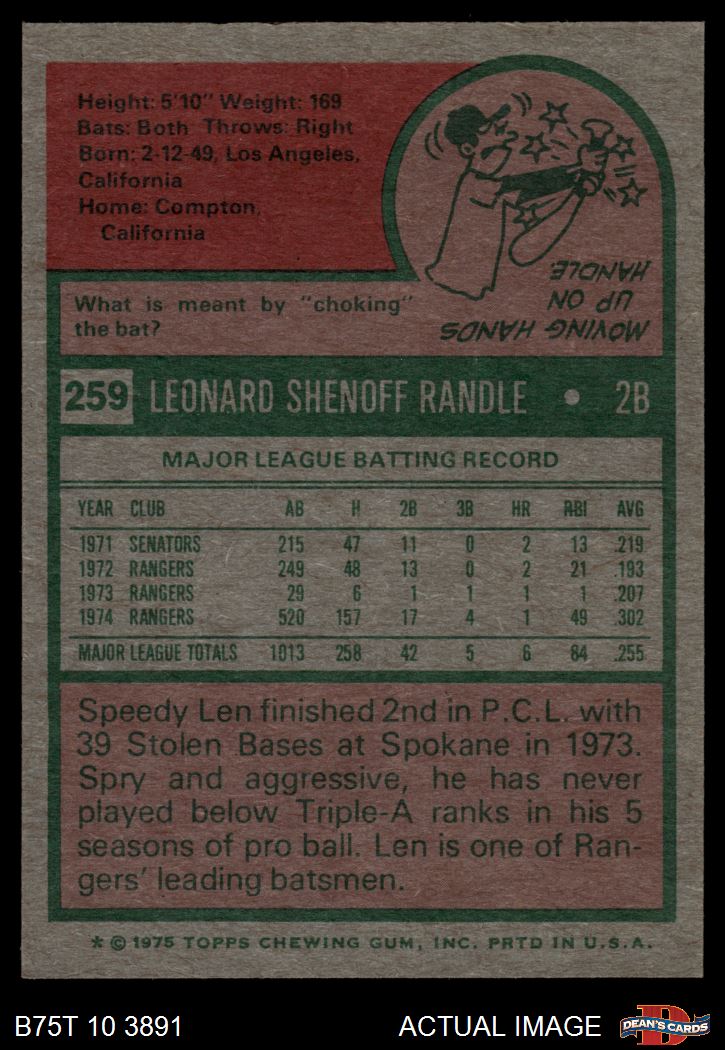 Height: 5'10" Weight: 169
Bats: Both Throws: Right
Born: 2-12-49, Los Angeles,
California
Home: Compton,
California
What is meant by "choking"
the bat?
MOVING HANDS
UP ON
HANDLE.
259 LEONARD SHENOFF RANDLE • 2B
MAJOR LEAGUE BATTING RECORD
YEAR CLUB AB H 2B 3B HR RBI AVG
1971 SENATORS 215 47 11 0 2 13 .219
1972 RANGERS 249 48 13 0 2 21 .193
1973 RANGERS 29 6 1 1 1 1 .207
1974 RANGERS 520 157 17 4 1 49 .302
MAJOR LEAGUE TOTALS 1013 258 42 5 6 84 .255
Speedy Len finished 2nd in P.C.L. with
39 Stolen Bases at Spokane in 1973.
Spry and aggressive, he has never
played below Triple-A ranks in his 5
seasons of pro ball. Len is one of Ran-
gers' leading batsmen.
* © 1975 TOPPS CHEWING GUM, INC. PRTD IN U.S.A.
B75T 10 3891 ACTUAL IMAGE
D
DEAN'S CARDS